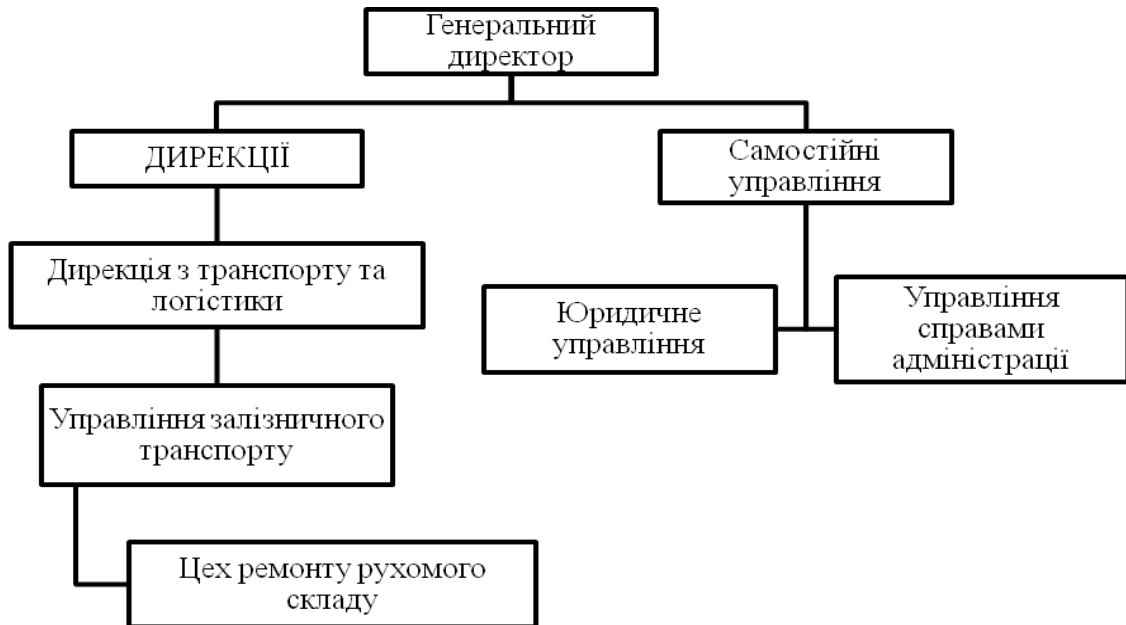 Генеральний
директор
ДИРЕКЦІЇ
Самостійні
управління
Дирекція з транспорту та
логістики
Юридичне
управління
Управління
справами
адміністрації
Управління залізничного
транспорту
Цех ремонту рухомого
складу